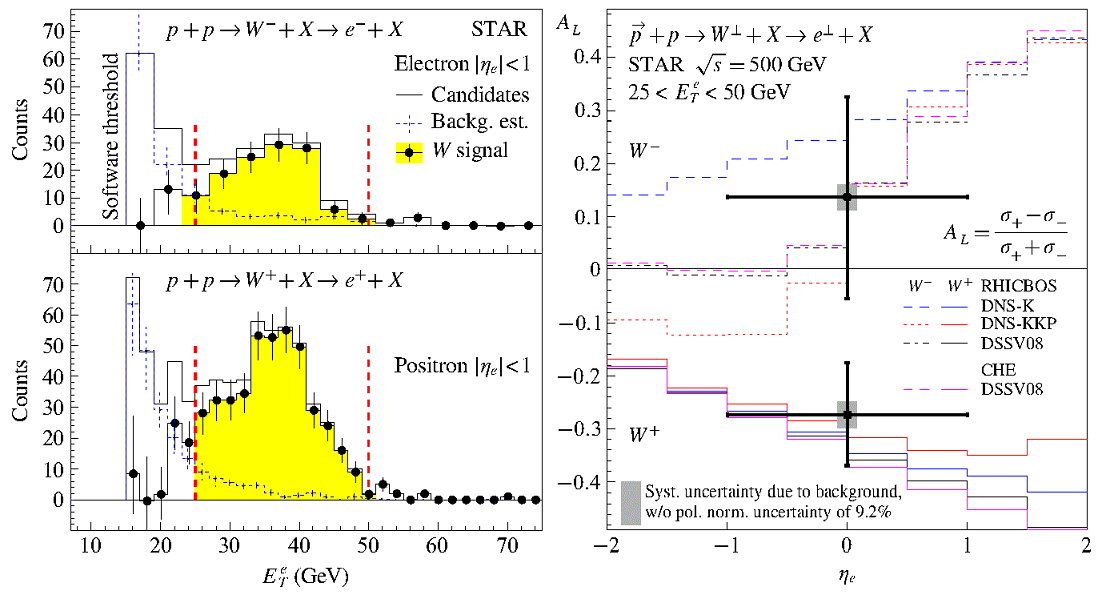 p + p → W⁻ + X → e⁻ + X
STAR
Electron |ηₑ| < 1
Candidates
Backg. est.
W signal
Software threshold
Counts
70
60
50
40
30
20
10
0
p + p → W⁺ + X → e⁺ + X
Positron |ηₑ| < 1
Counts
70
60
50
40
30
20
10
0
10 20 30 40 50 60 70
E_T^e (GeV)
A_L
0.4
0.3
0.2
0.1
0
−0.1
−0.2
−0.3
−0.4
p⃗ + p → W⊥ + X → e⊥ + X
STAR √s = 500 GeV
25 < E_T^e < 50 GeV
W⁻
A_L = (σ₊ − σ₋)/(σ₊ + σ₋)
W⁻ W⁺ RHICBOS
DNS-K
DNS-KKP
DSSV08
CHE
DSSV08
W⁺
Syst. uncertainty due to background,
w/o pol. norm. uncertainty of 9.2%
−2 −1 0 1 2
ηₑ